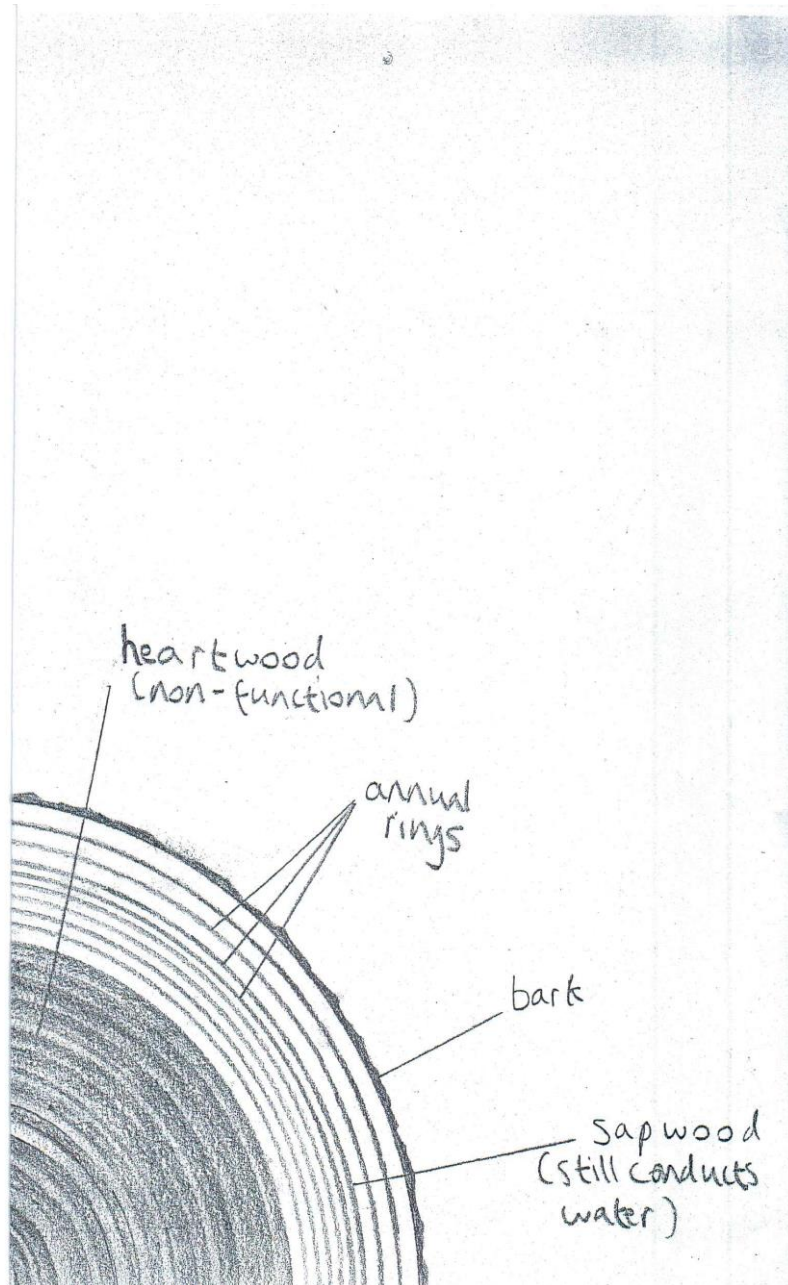 heartwood
(non-functional)
annual
rings
bark
sapwood
(still conducts
water)